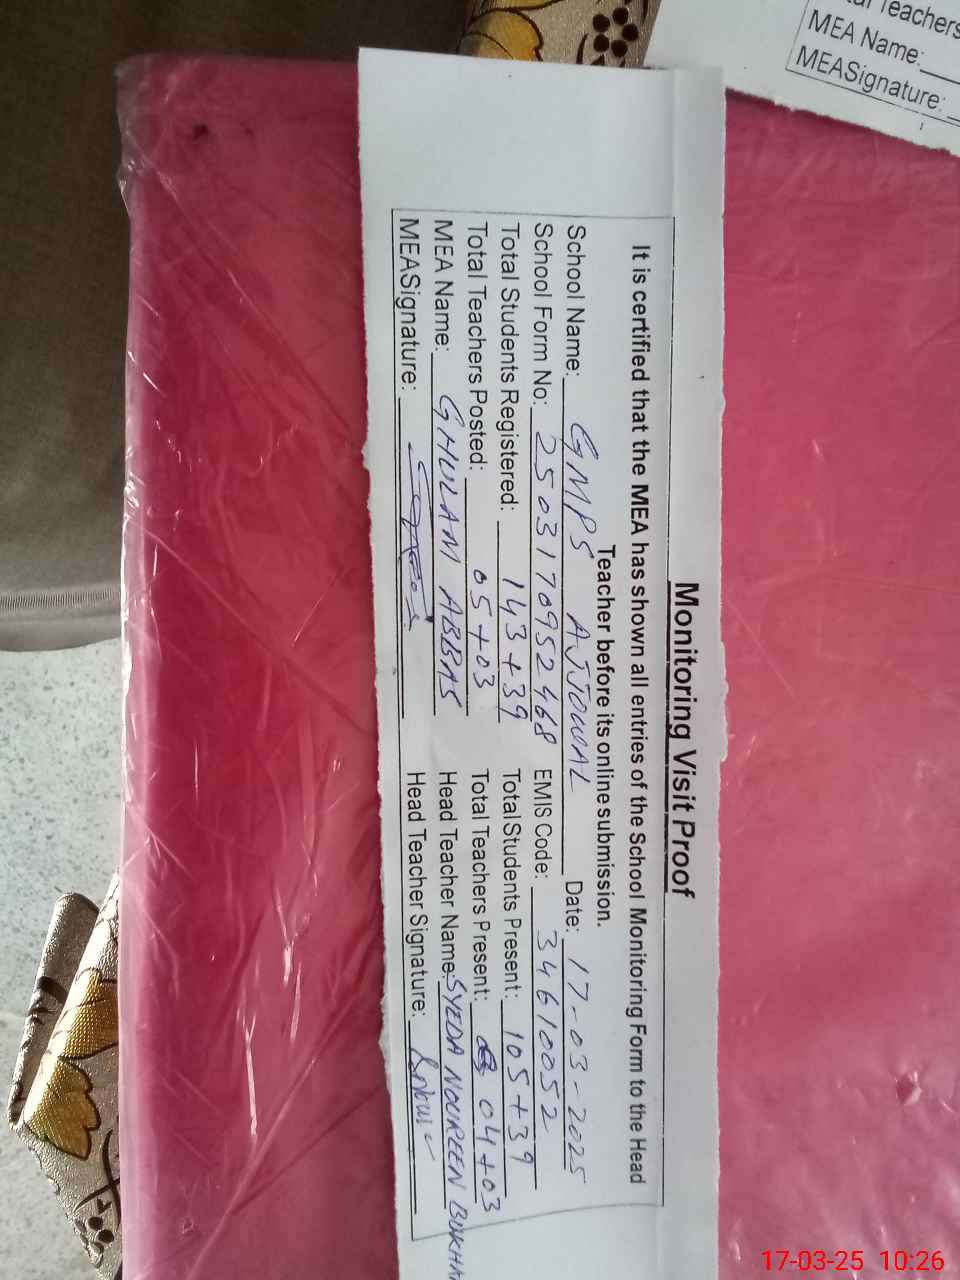 Monitoring Visit Proof
It is certified that the MEA has shown all entries of the School Monitoring Form to the Head
Teacher before its online submission.
School Name: GMPS AJJOWAL Date: 17-03-2025
School Form No: 2503170952468 EMIS Code: 34610052
Total Students Registered: 143+39 Total Students Present: 105+39
Total Teachers Posted: 05+03 Total Teachers Present: 04+03
MEA Name: GHULAM ABBAS Head Teacher Name: SYEDA NOUREEN BUKHA
MEASignature: Head Teacher Signature:
Teachers
MEA Name:
MEASignature:
17-03-25 10:26